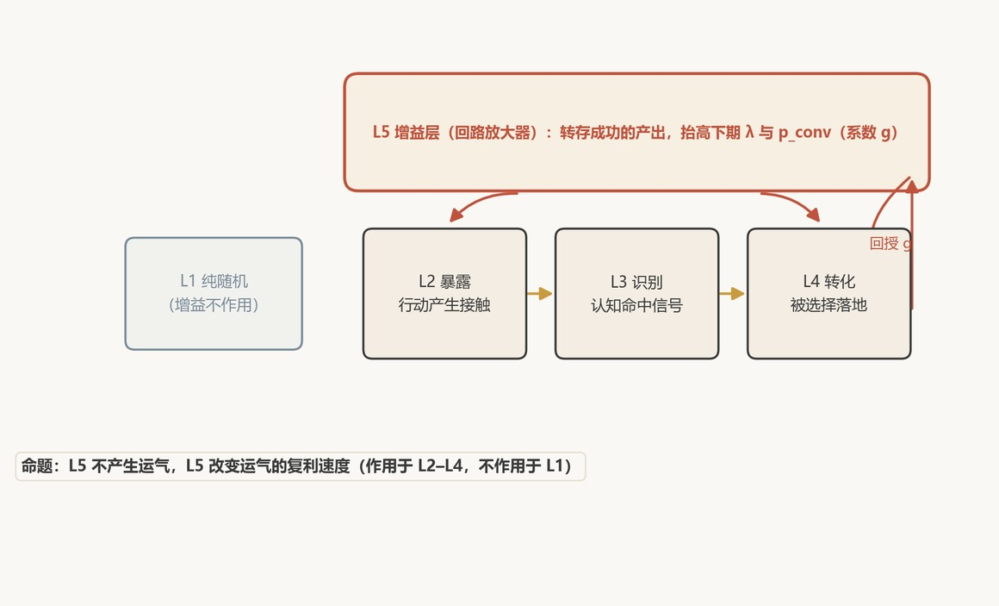 L5 增益层（回路放大器）：转存成功的产出，抬高下期 λ 与 p_conv（系数 g）
L1 纯随机
（增益不作用）
L2 暴露
行动产生接触
L3 识别
认知命中信号
L4 转化
被选择落地
回授 g
命题：L5 不产生运气，L5 改变运气的复利速度（作用于 L2–L4，不作用于 L1）